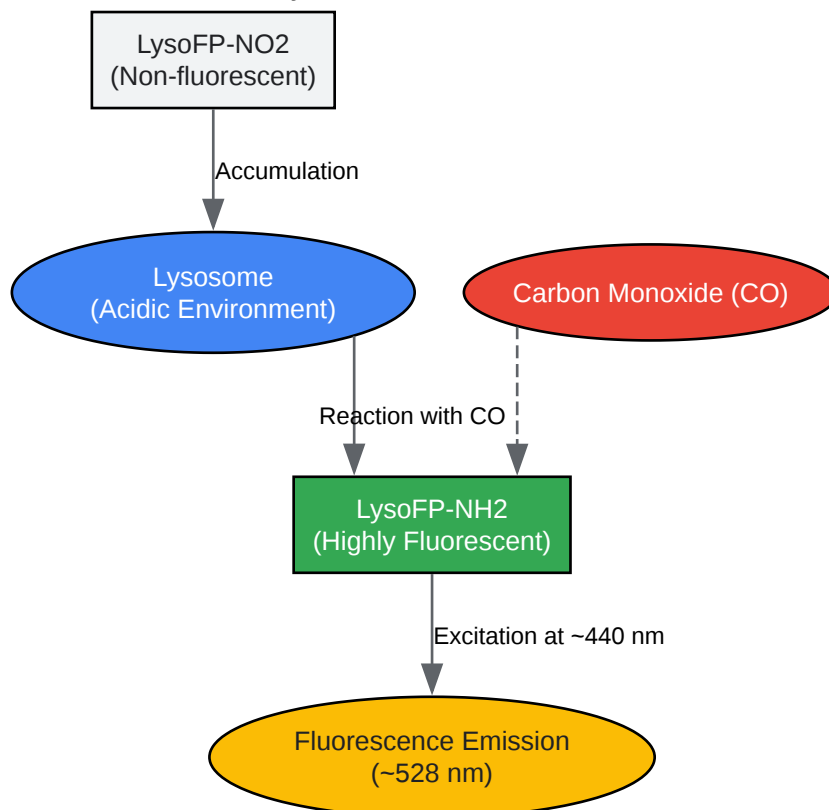 LysoFP-NO2
(Non-fluorescent)
Accumulation
Lysosome
(Acidic Environment)
Carbon Monoxide (CO)
Reaction with CO
LysoFP-NH2
(Highly Fluorescent)
Excitation at ~440 nm
Fluorescence Emission
(~528 nm)